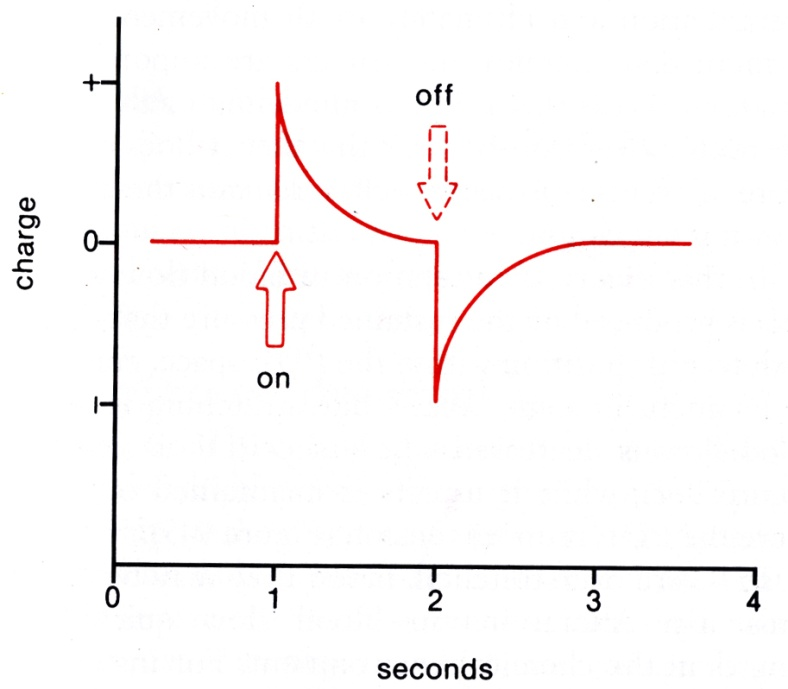 +
off
0
charge
on
-
0 1 2 3 4
seconds